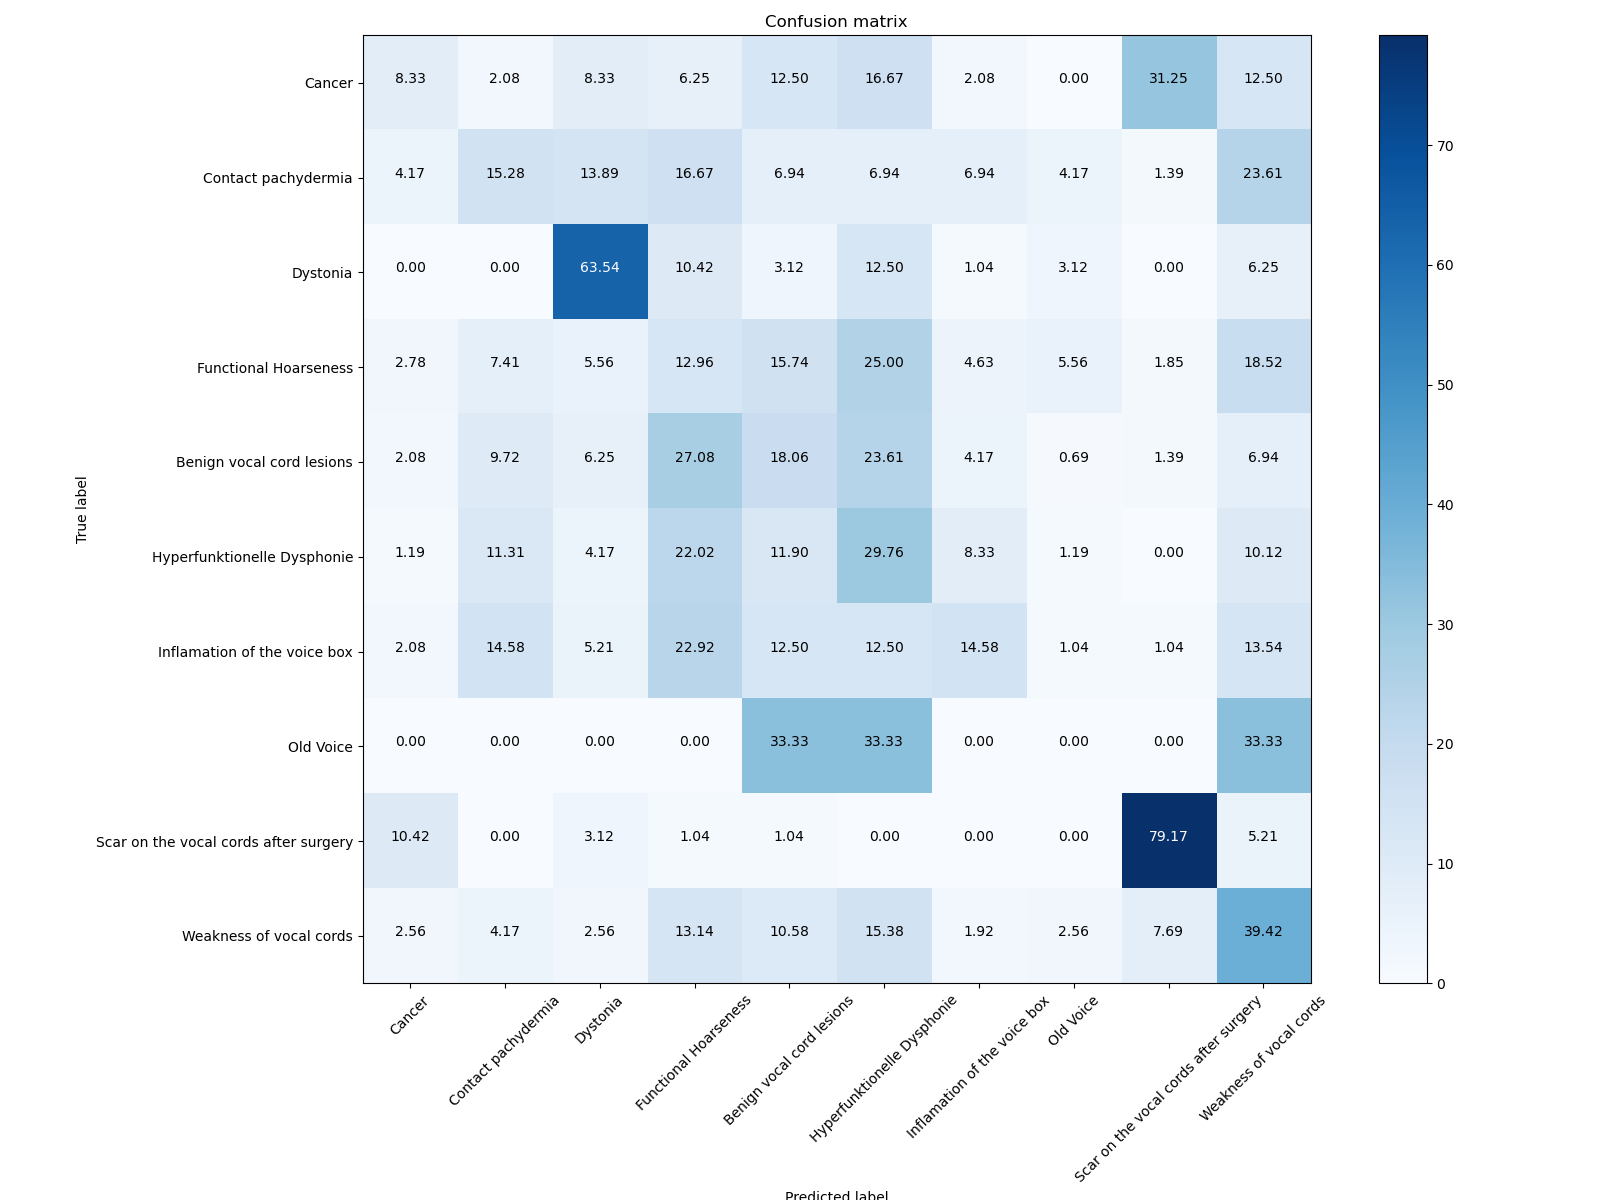 Confusion matrix
Cancer 8.33 2.08 8.33 6.25 12.50 16.67 2.08 0.00 31.25 12.50
Contact pachydermia 4.17 15.28 13.89 16.67 6.94 6.94 6.94 4.17 1.39 23.61
Dystonia 0.00 0.00 63.54 10.42 3.12 12.50 1.04 3.12 0.00 6.25
Functional Hoarseness 2.78 7.41 5.56 12.96 15.74 25.00 4.63 5.56 1.85 18.52
Benign vocal cord lesions 2.08 9.72 6.25 27.08 18.06 23.61 4.17 0.69 1.39 6.94
Hyperfunktionelle Dysphonie 1.19 11.31 4.17 22.02 11.90 29.76 8.33 1.19 0.00 10.12
Inflamation of the voice box 2.08 14.58 5.21 22.92 12.50 12.50 14.58 1.04 1.04 13.54
Old Voice 0.00 0.00 0.00 0.00 33.33 33.33 0.00 0.00 0.00 33.33
Scar on the vocal cords after surgery 10.42 0.00 3.12 1.04 1.04 0.00 0.00 0.00 79.17 5.21
Weakness of vocal cords 2.56 4.17 2.56 13.14 10.58 15.38 1.92 2.56 7.69 39.42
True label
Cancer
Contact pachydermia
Dystonia
Functional Hoarseness
Benign vocal cord lesions
Hyperfunktionelle Dysphonie
Inflamation of the voice box
Old Voice
Scar on the vocal cords after surgery
Weakness of vocal cords
Predicted label
70
60
50
40
30
20
10
0